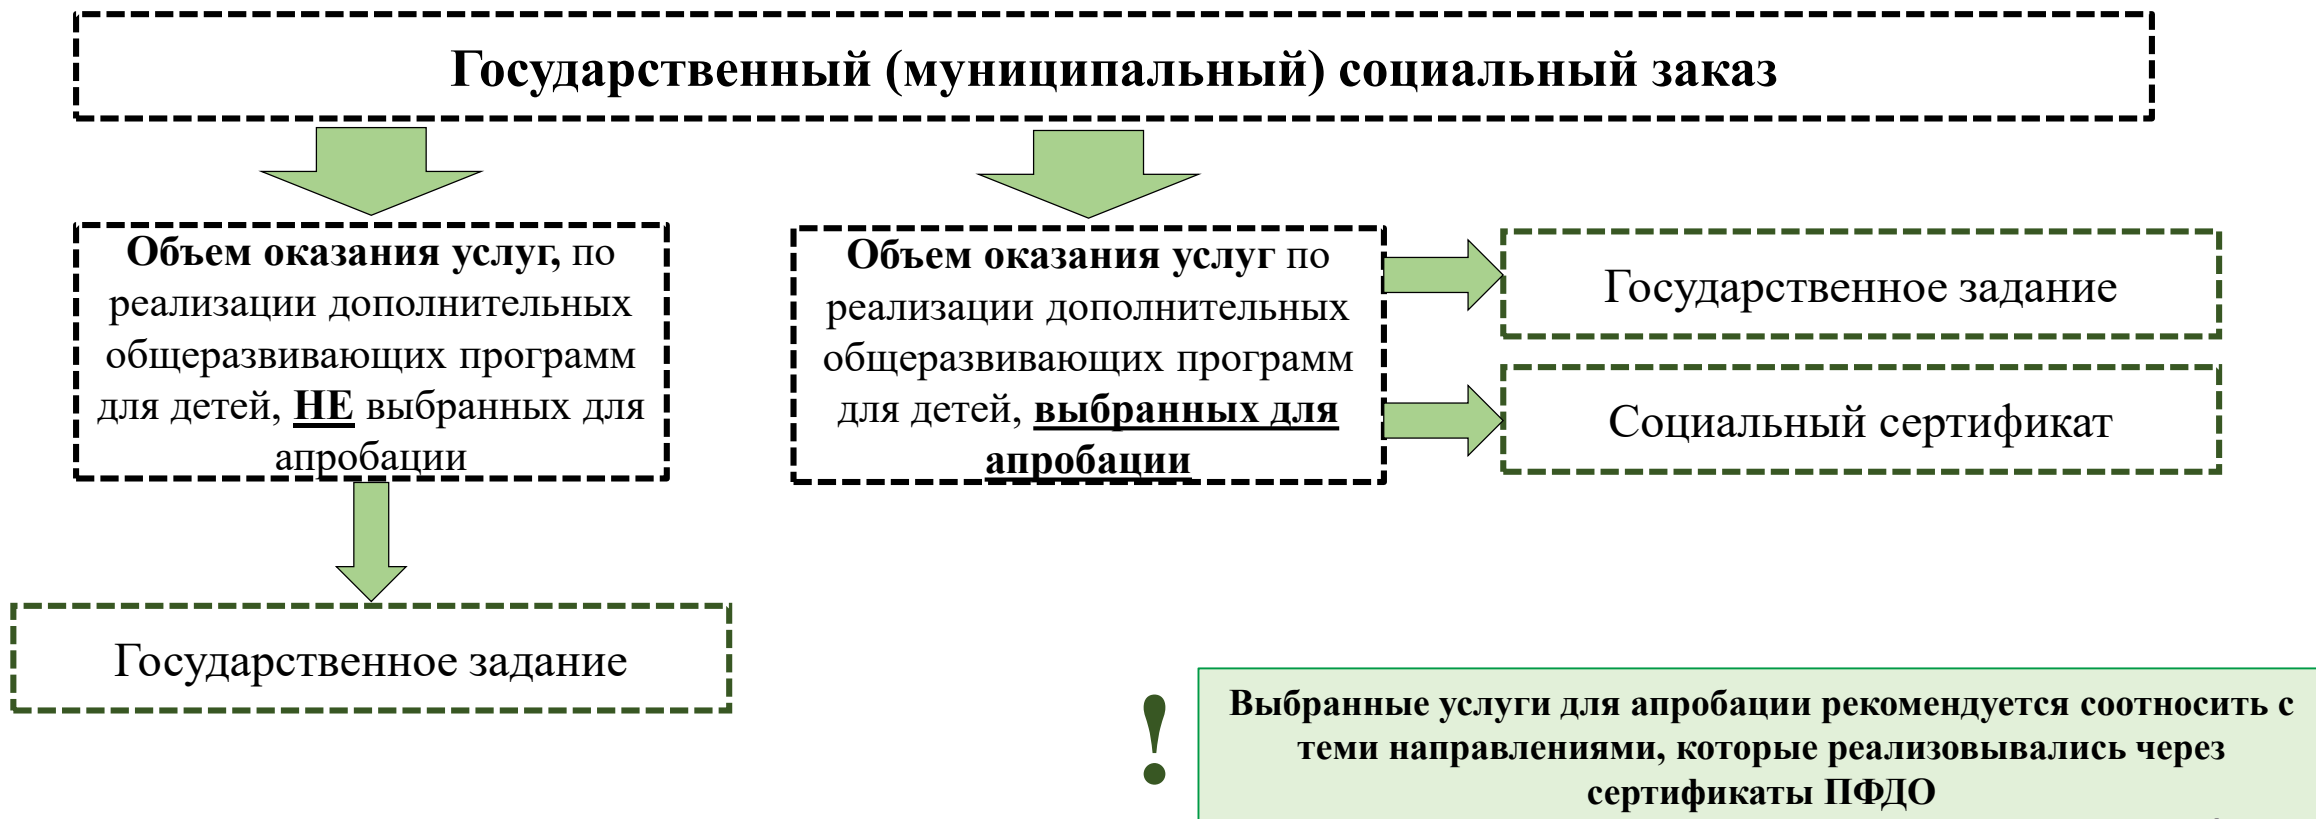 Государственный (муниципальный) социальный заказ
Объем оказания услуг, по
реализации дополнительных
общеразвивающих программ
для детей, НЕ выбранных для
апробации
Государственное задание
Объем оказания услуг по
реализации дополнительных
общеразвивающих программ
для детей, выбранных для
апробации
Государственное задание
Социальный сертификат
!
Выбранные услуги для апробации рекомендуется соотносить с
теми направлениями, которые реализовывались через
сертификаты ПФДО